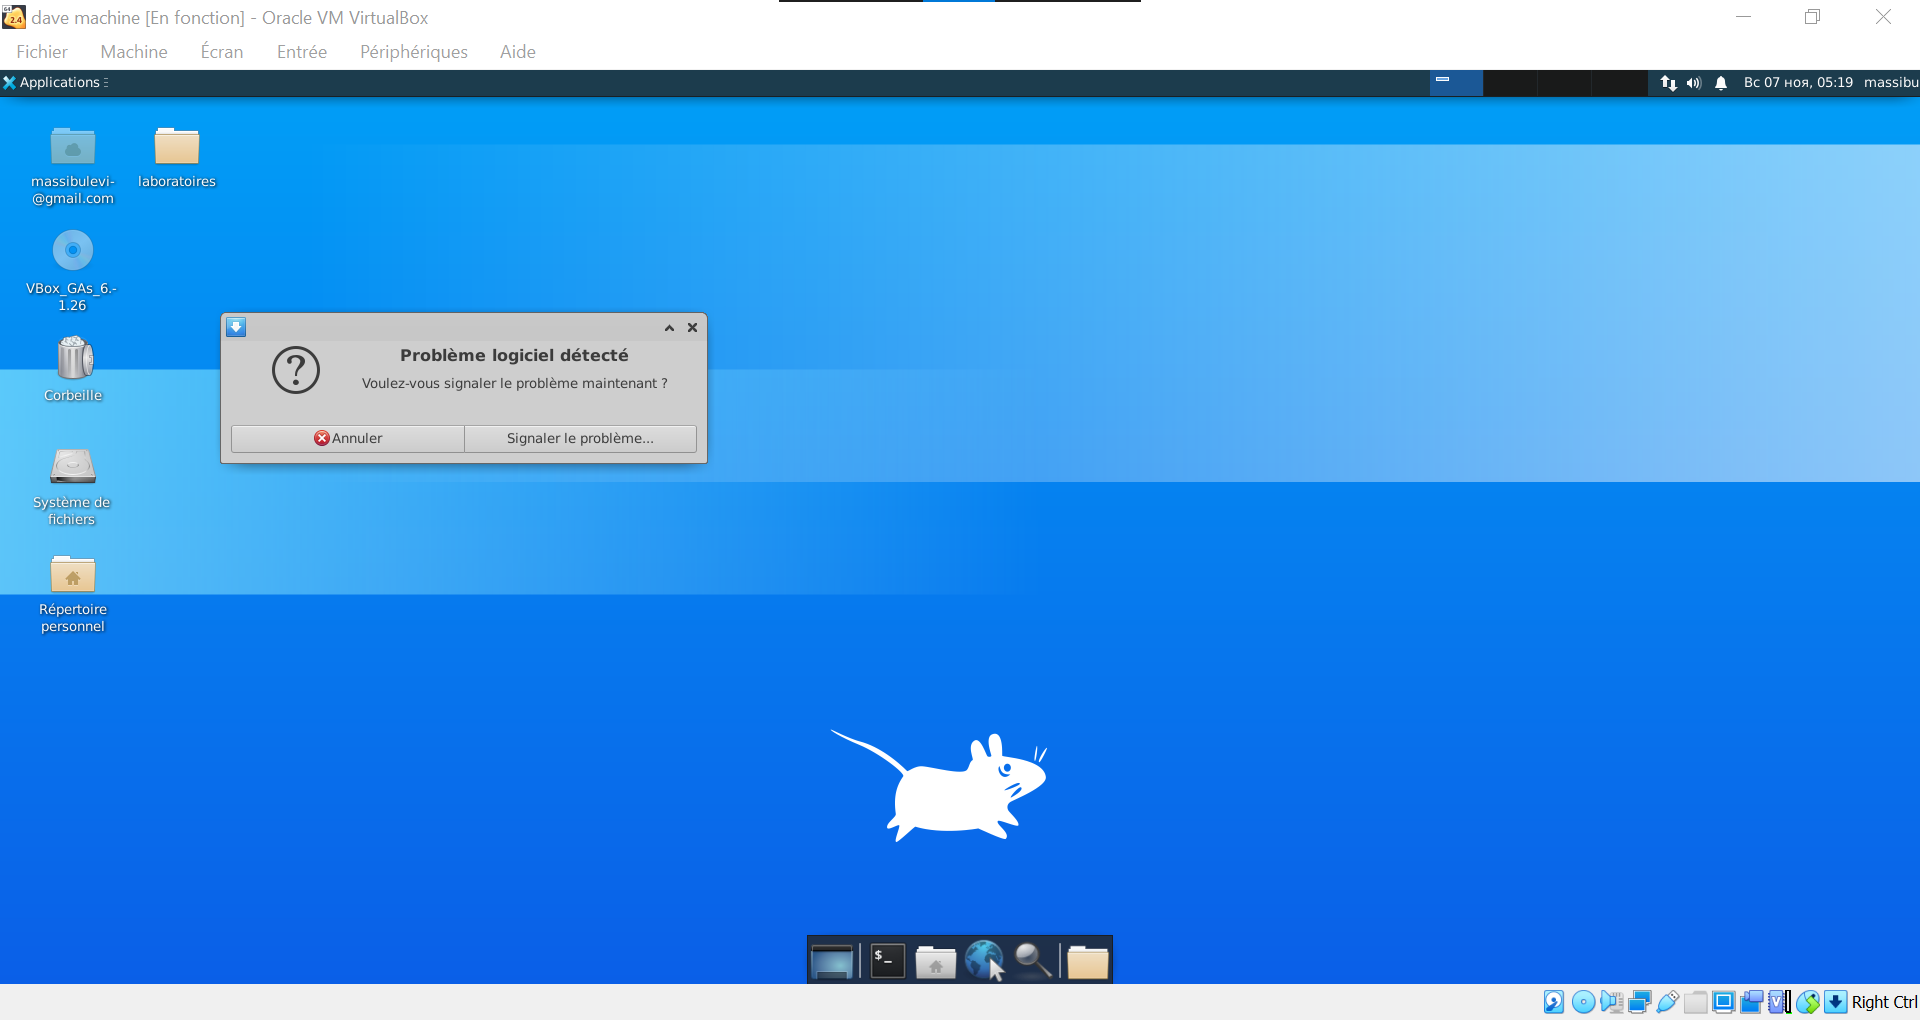 dave machine [En fonction] - Oracle VM VirtualBox
Fichier Machine Écran Entrée Périphériques Aide
Applications
Вс 07 ноя, 05:19 massibu
massibulevi-
@gmail.com
laboratoires
VBox_GAs_6.-
1.26
Corbeille
Système de
fichiers
Répertoire
personnel
Problème logiciel détecté
Voulez-vous signaler le problème maintenant ?
Annuler
Signaler le problème...
$_
Right Ctrl